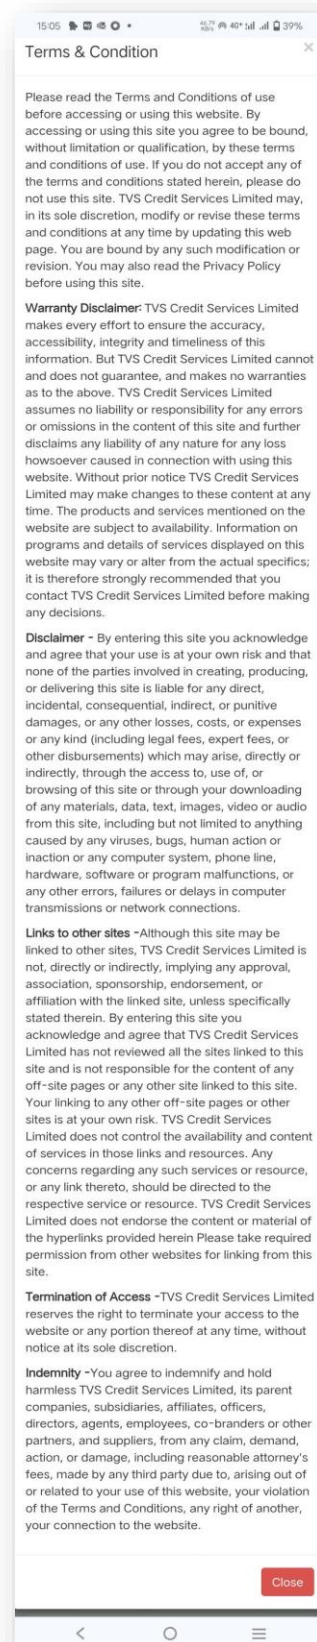 15:05
4G+
39%
Terms & Condition
×
Please read the Terms and Conditions of use
before accessing or using this website. By
accessing or using this site you agree to be bound,
without limitation or qualification, by these terms
and conditions of use. If you do not accept any of
the terms and conditions stated herein, please do
not use this site. TVS Credit Services Limited may,
in its sole discretion, modify or revise these terms
and conditions at any time by updating this web
page. You are bound by any such modification or
revision. You may also read the Privacy Policy
before using this site.
Warranty Disclaimer: TVS Credit Services Limited
makes every effort to ensure the accuracy,
accessibility, integrity and timeliness of this
information. But TVS Credit Services Limited cannot
and does not guarantee, and makes no warranties
as to the above. TVS Credit Services Limited
assumes no liability or responsibility for any errors
or omissions in the content of this site and further
disclaims any liability of any nature for any loss
howsoever caused in connection with using this
website. Without prior notice TVS Credit Services
Limited may make changes to these content at any
time. The products and services mentioned on the
website are subject to availability. Information on
programs and details of services displayed on this
website may vary or alter from the actual specifics;
it is therefore strongly recommended that you
contact TVS Credit Services Limited before making
any decisions.
Disclaimer - By entering this site you acknowledge
and agree that your use is at your own risk and that
none of the parties involved in creating, producing,
or delivering this site is liable for any direct,
incidental, consequential, indirect, or punitive
damages, or any other losses, costs, or expenses
or any kind (including legal fees, expert fees, or
other disbursements) which may arise, directly or
indirectly, through the access to, use of, or
browsing of this site or through your downloading
of any materials, data, text, images, video or audio
from this site, including but not limited to anything
caused by any viruses, bugs, human action or
inaction or any computer system, phone line,
hardware, software or program malfunctions, or
any other errors, failures or delays in computer
transmissions or network connections.
Links to other sites -Although this site may be
linked to other sites, TVS Credit Services Limited is
not, directly or indirectly, implying any approval,
association, sponsorship, endorsement, or
affiliation with the linked site, unless specifically
stated therein. By entering this site you
acknowledge and agree that TVS Credit Services
Limited has not reviewed all the sites linked to this
site and is not responsible for the content of any
off-site pages or any other site linked to this site.
Your linking to any other off-site pages or other
sites is at your own risk. TVS Credit Services
Limited does not control the availability and content
of services in those links and resources. Any
concerns regarding any such services or resource,
or any link thereto, should be directed to the
respective service or resource. TVS Credit Services
Limited does not endorse the content or material of
the hyperlinks provided herein Please take required
permission from other websites for linking from this
site.
Termination of Access -TVS Credit Services Limited
reserves the right to terminate your access to the
website or any portion thereof at any time, without
notice at its sole discretion.
Indemnity -You agree to indemnify and hold
harmless TVS Credit Services Limited, its parent
companies, subsidiaries, affiliates, officers,
directors, agents, employees, co-branders or other
partners, and suppliers, from any claim, demand,
action, or damage, including reasonable attorney's
fees, made by any third party due to, arising out of
or related to your use of this website, your violation
of the Terms and Conditions, any right of another,
your connection to the website.
Close